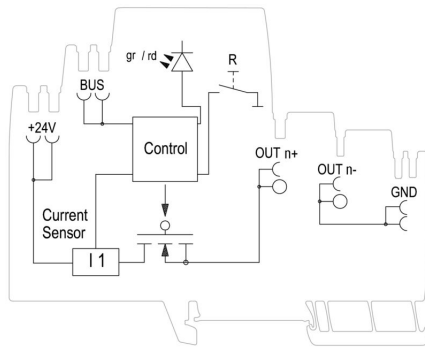 gr / rd
R
BUS
+24V
Control
OUT n+
OUT n-
GND
Current
Sensor
I 1